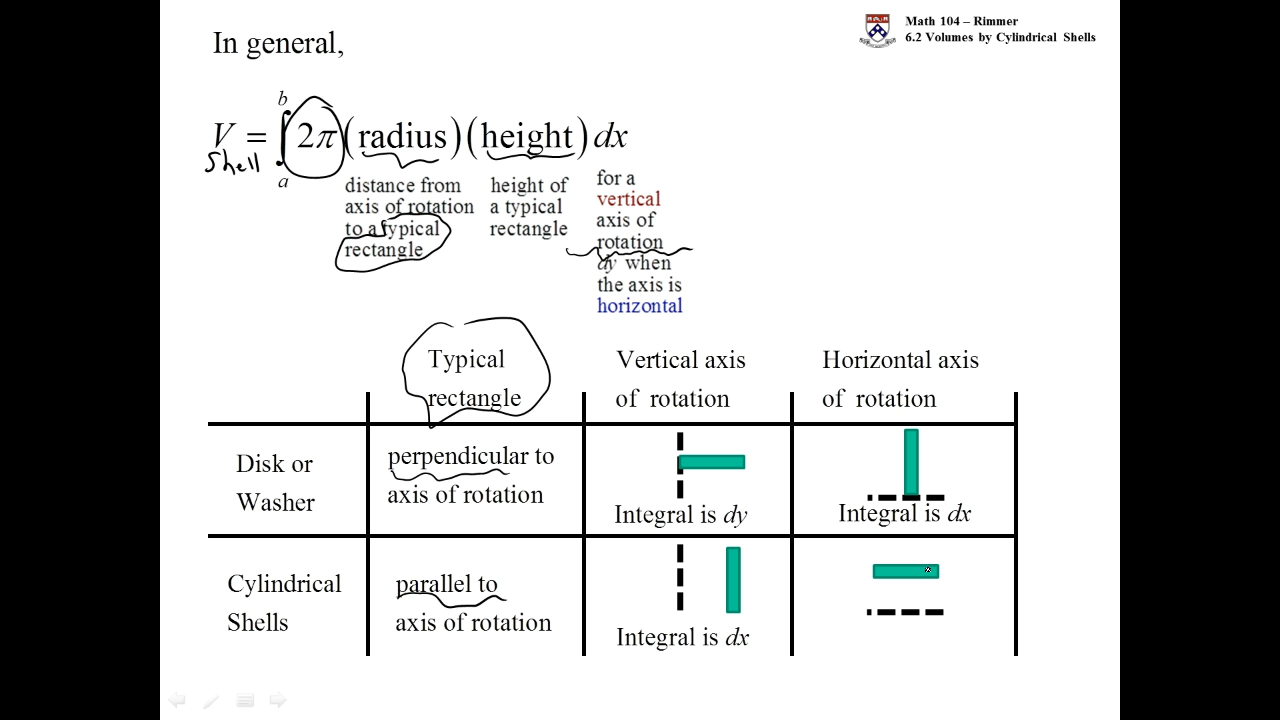 Math 104 – Rimmer
6.2 Volumes by Cylindrical Shells
In general,
V = ∫ₐᵇ 2π(radius)(height)dx
Shell
distance from
axis of rotation
to a typical
rectangle
height of
a typical
rectangle
for a
vertical
axis of
rotation
dy when
the axis is
horizontal
Typical
rectangle
Vertical axis
of rotation
Horizontal axis
of rotation
Disk or
Washer
perpendicular to
axis of rotation
Integral is dy
Integral is dx
Cylindrical
Shells
parallel to
axis of rotation
Integral is dx